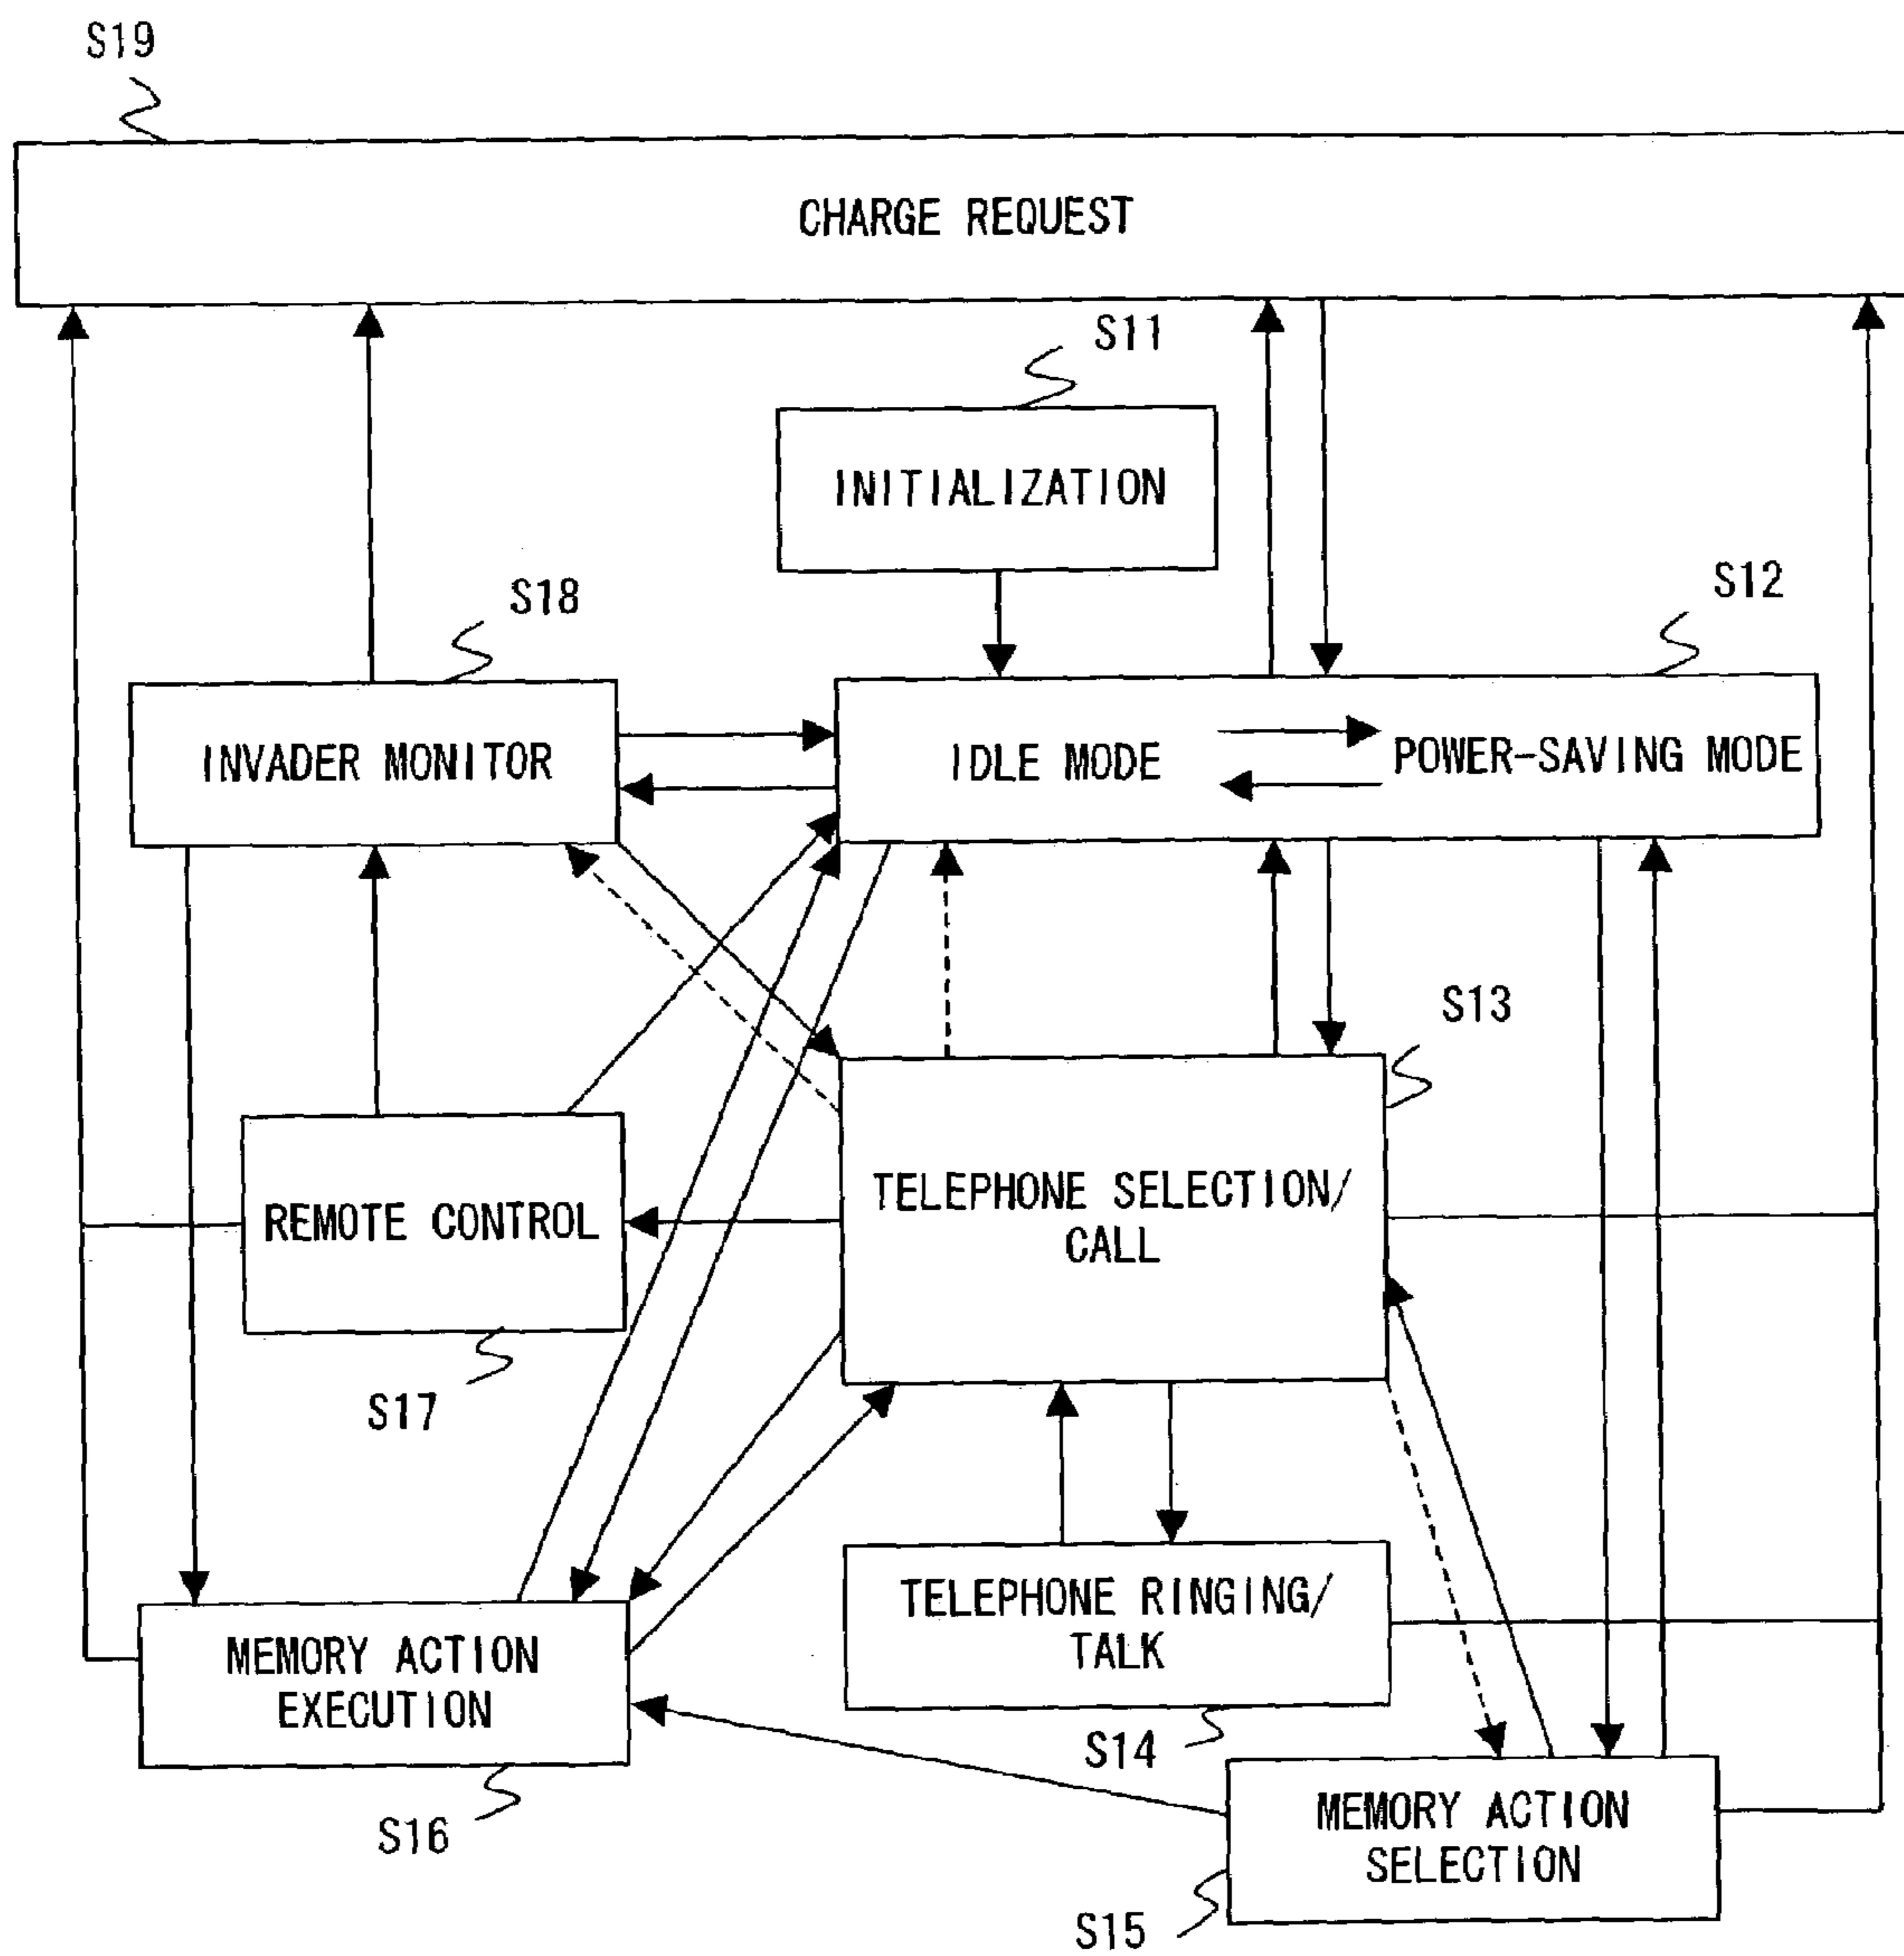 S19
CHARGE REQUEST
S11
INITIALIZATION
S18
S12
INVADER MONITOR
IDLE MODE
POWER-SAVING MODE
S13
REMOTE CONTROL
TELEPHONE SELECTION/
CALL
S17
TELEPHONE RINGING/
TALK
MEMORY ACTION
EXECUTION
S14
S16
MEMORY ACTION
SELECTION
S15